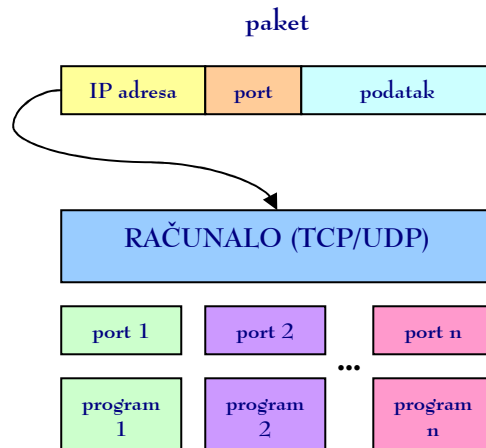 paket
IP adresa port podatak
RAČUNALO (TCP/UDP)
port 1 port 2 port n
...
program program program
1 2 n